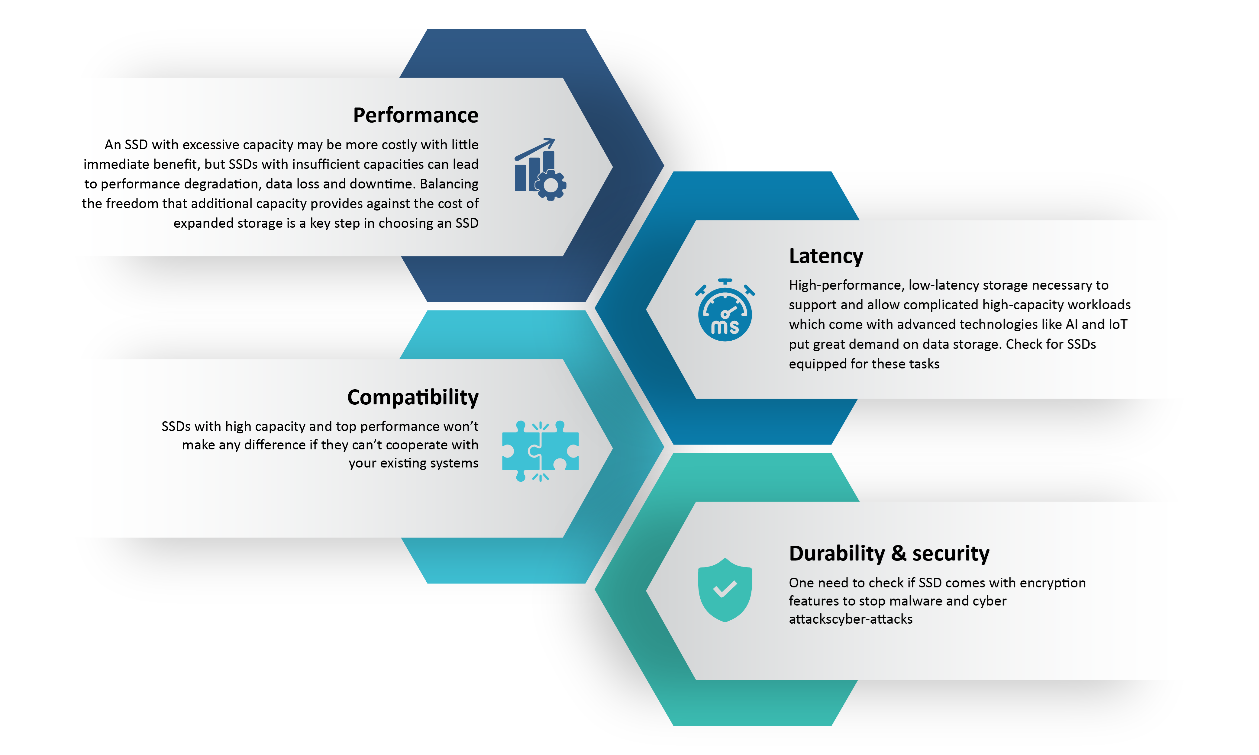 Performance
An SSD with excessive capacity may be more costly with little
immediate benefit, but SSDs with insufficient capacities can lead
to performance degradation, data loss and downtime. Balancing
the freedom that additional capacity provides against the cost of
expanded storage is a key step in choosing an SSD
Latency
High-performance, low-latency storage necessary to
support and allow complicated high-capacity workloads
which come with advanced technologies like AI and IoT
put great demand on data storage. Check for SSDs
equipped for these tasks
ms
Compatibility
SSDs with high capacity and top performance won’t
make any difference if they can’t cooperate with
your existing systems
Durability & security
One need to check if SSD comes with encryption
features to stop malware and cyber
attackscyber-attacks